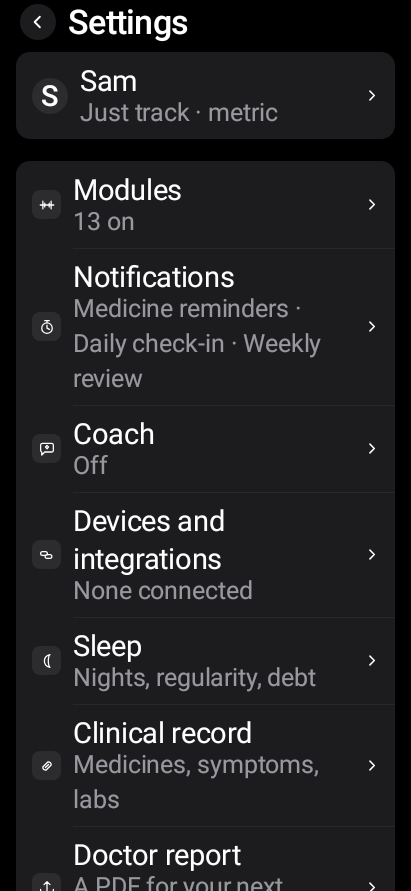 Settings
S
Sam
Just track · metric
Modules
13 on
Notifications
Medicine reminders ·
Daily check-in · Weekly
review
Coach
Off
Devices and
integrations
None connected
Sleep
Nights, regularity, debt
Clinical record
Medicines, symptoms,
labs
Doctor report
A PDF for your next